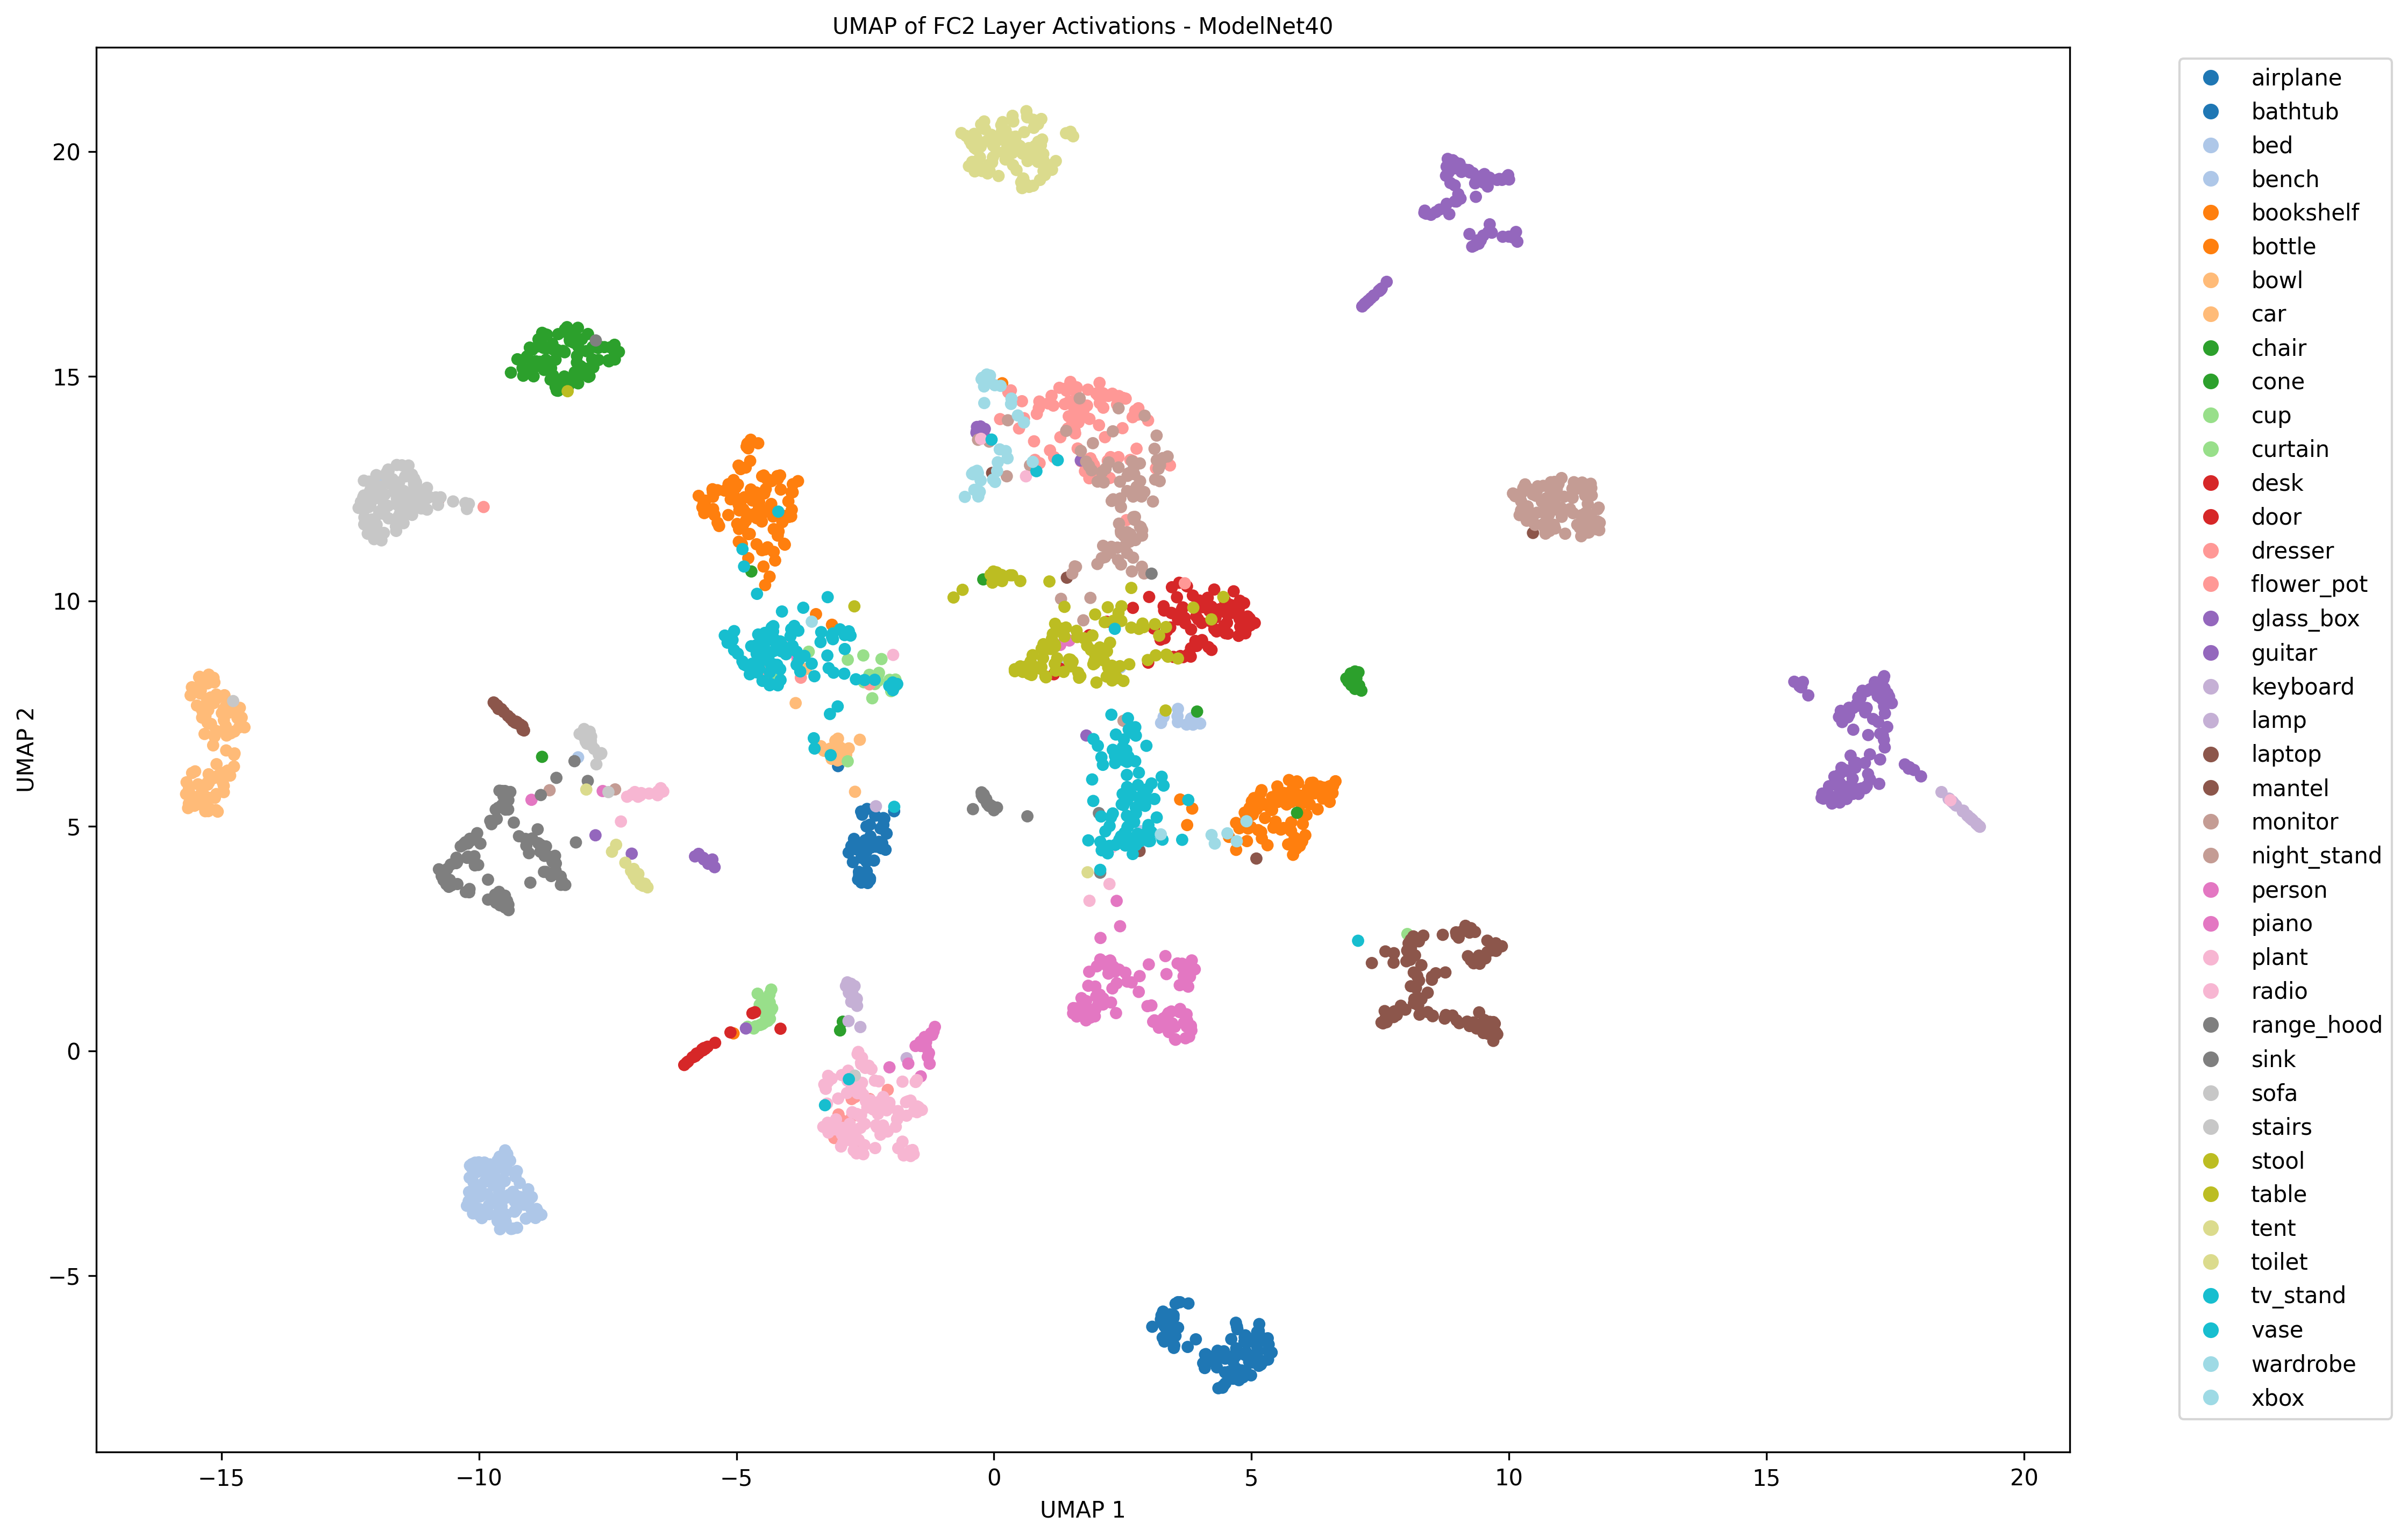 UMAP of FC2 Layer Activations - ModelNet40
UMAP 2
20
15
10
5
0
−5
−15
−10
−5
0
5
10
15
20
UMAP 1
airplane
bathtub
bed
bench
bookshelf
bottle
bowl
car
chair
cone
cup
curtain
desk
door
dresser
flower_pot
glass_box
guitar
keyboard
lamp
laptop
mantel
monitor
night_stand
person
piano
plant
radio
range_hood
sink
sofa
stairs
stool
table
tent
toilet
tv_stand
vase
wardrobe
xbox